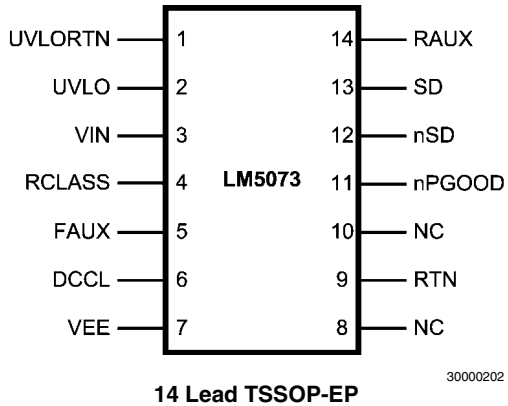 UVLORTN 1 14 RAUX
UVLO 2 13 SD
VIN 3 12 nSD
RCLASS 4 LM5073 11 nPGOOD
FAUX 5 10 NC
DCCL 6 9 RTN
VEE 7 8 NC
30000202
14 Lead TSSOP-EP